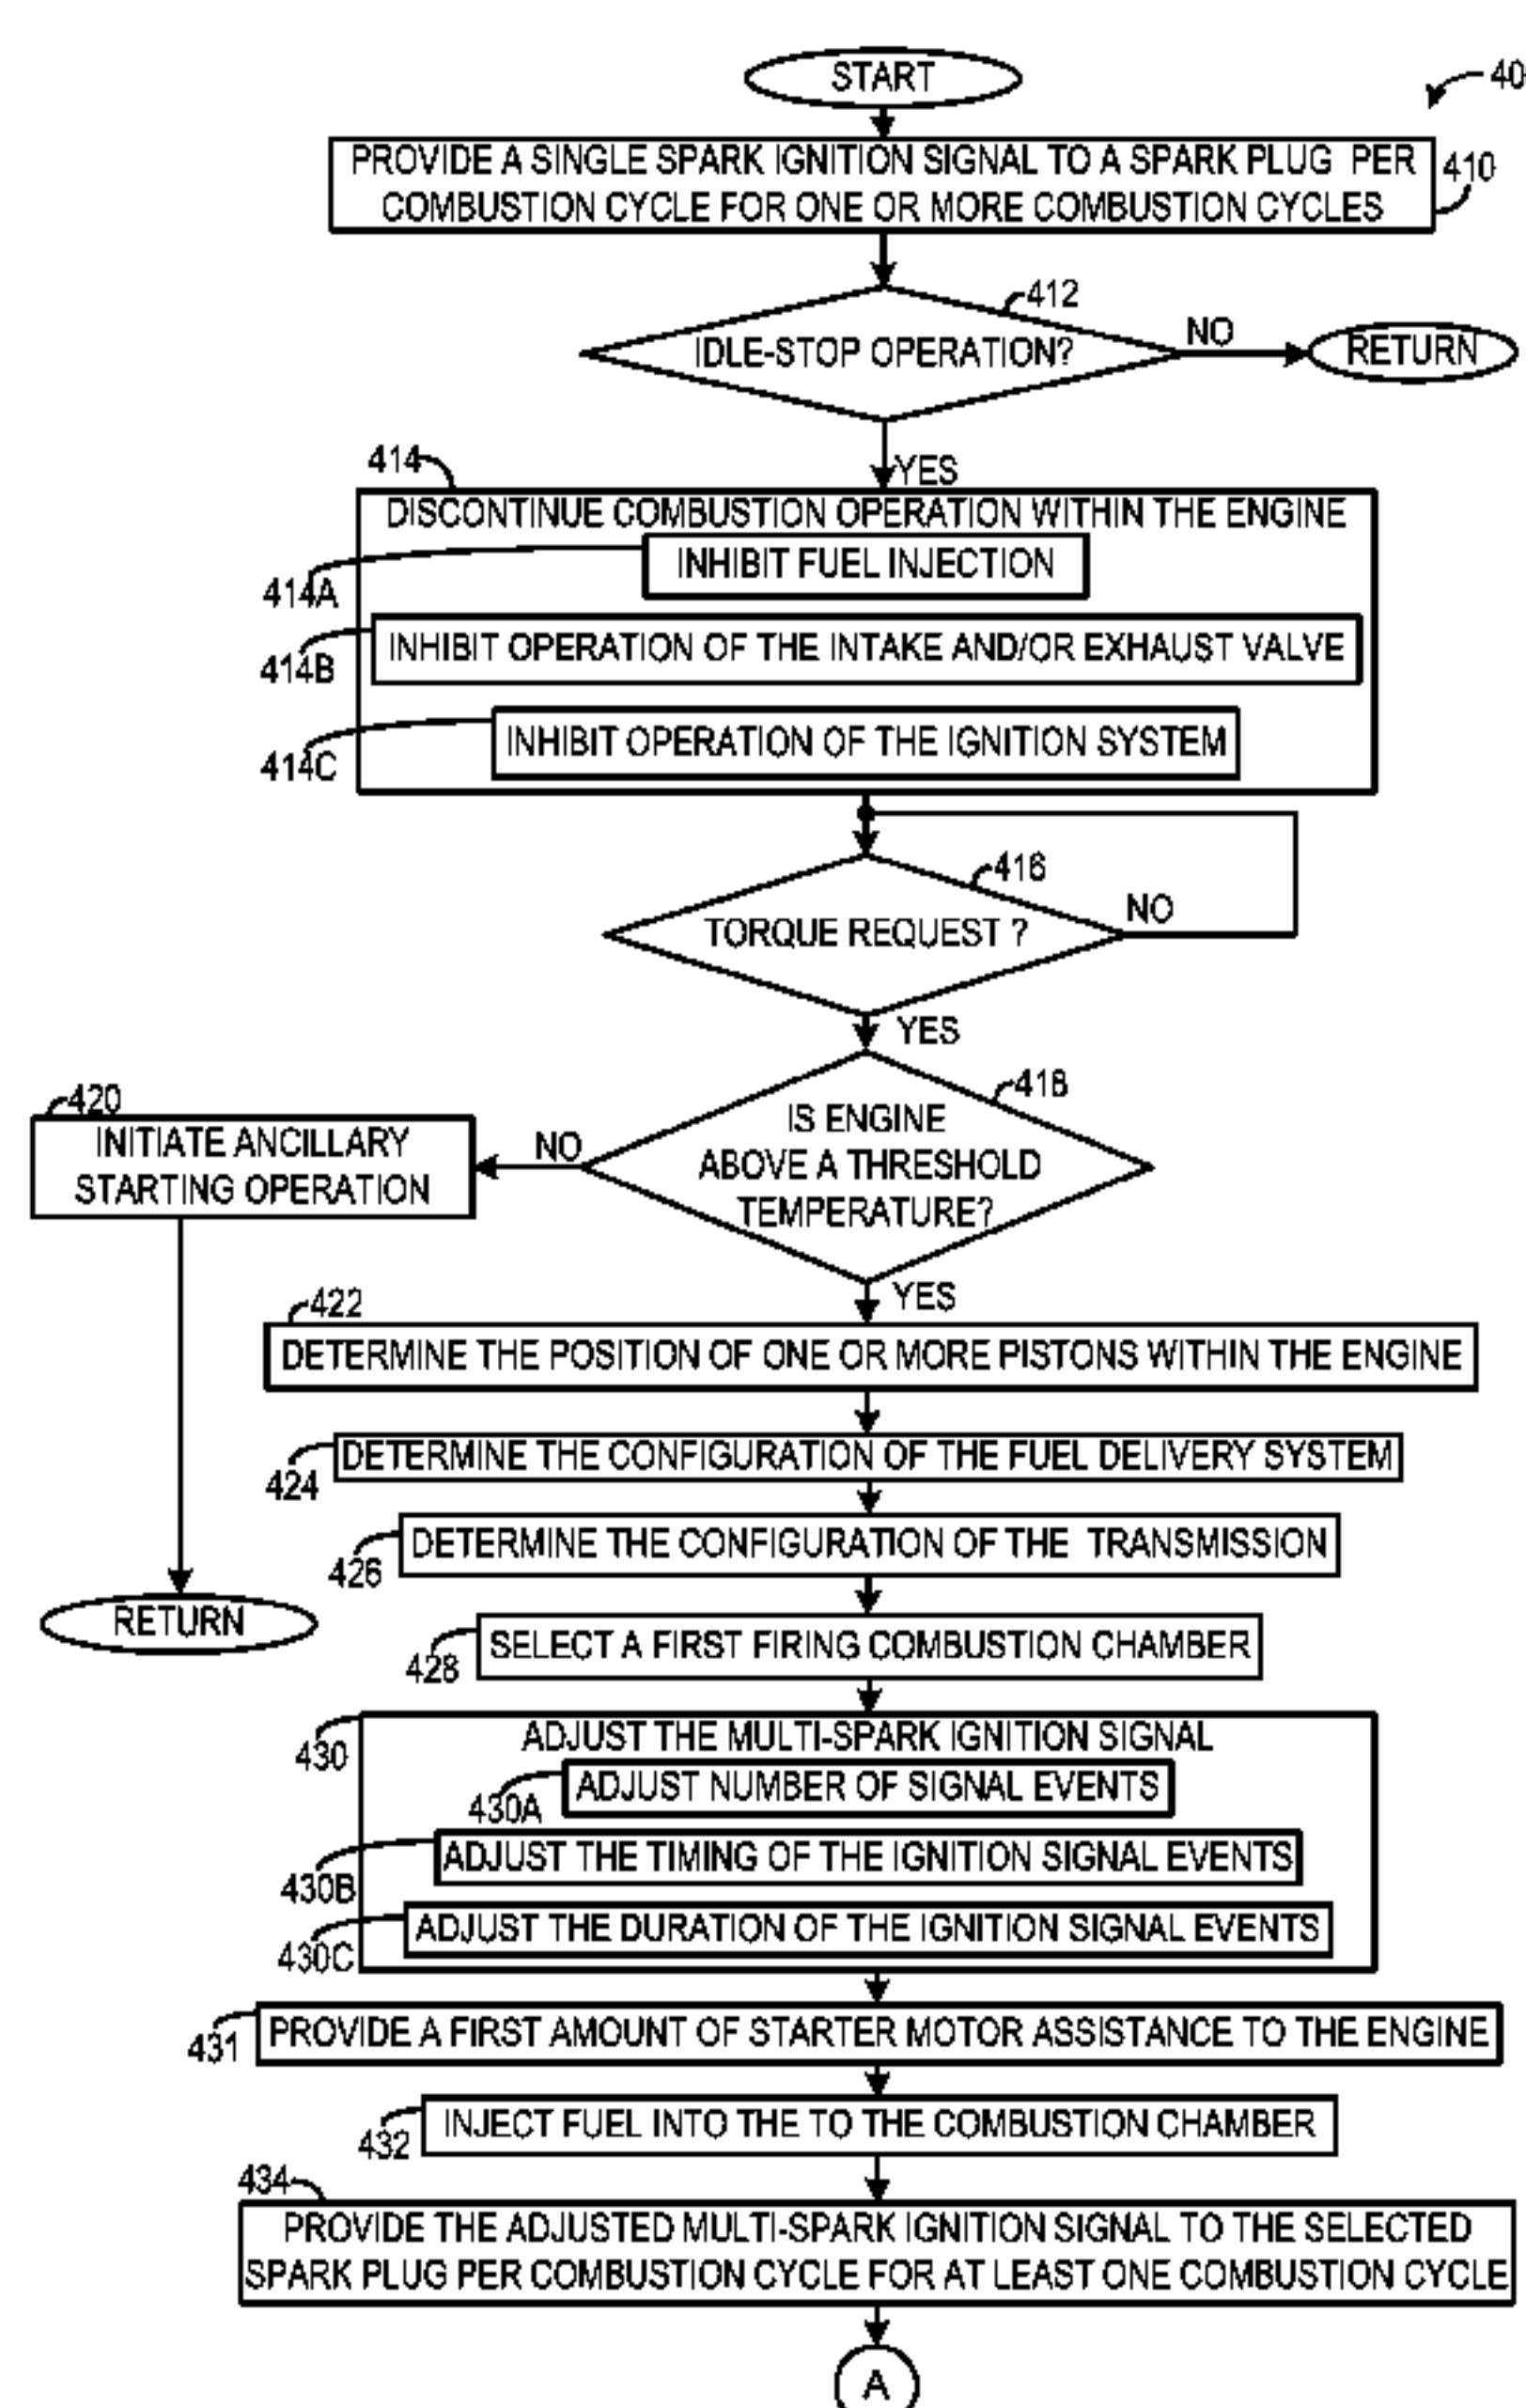 START
40
PROVIDE A SINGLE SPARK IGNITION SIGNAL TO A SPARK PLUG PER
COMBUSTION CYCLE FOR ONE OR MORE COMBUSTION CYCLES
410
412
IDLE-STOP OPERATION?
NO
RETURN
YES
414
DISCONTINUE COMBUSTION OPERATION WITHIN THE ENGINE
INHIBIT FUEL INJECTION
414A
INHIBIT OPERATION OF THE INTAKE AND/OR EXHAUST VALVE
414B
INHIBIT OPERATION OF THE IGNITION SYSTEM
414C
416
TORQUE REQUEST ?
NO
YES
418
IS ENGINE
ABOVE A THRESHOLD
TEMPERATURE?
NO
420
INITIATE ANCILLARY
STARTING OPERATION
YES
422
DETERMINE THE POSITION OF ONE OR MORE PISTONS WITHIN THE ENGINE
DETERMINE THE CONFIGURATION OF THE FUEL DELIVERY SYSTEM
424
DETERMINE THE CONFIGURATION OF THE TRANSMISSION
426
RETURN
SELECT A FIRST FIRING COMBUSTION CHAMBER
428
ADJUST THE MULTI-SPARK IGNITION SIGNAL
430
ADJUST NUMBER OF SIGNAL EVENTS
430A
ADJUST THE TIMING OF THE IGNITION SIGNAL EVENTS
430B
ADJUST THE DURATION OF THE IGNITION SIGNAL EVENTS
430C
PROVIDE A FIRST AMOUNT OF STARTER MOTOR ASSISTANCE TO THE ENGINE
431
INJECT FUEL INTO THE TO THE COMBUSTION CHAMBER
432
434
PROVIDE THE ADJUSTED MULTI-SPARK IGNITION SIGNAL TO THE SELECTED
SPARK PLUG PER COMBUSTION CYCLE FOR AT LEAST ONE COMBUSTION CYCLE
A